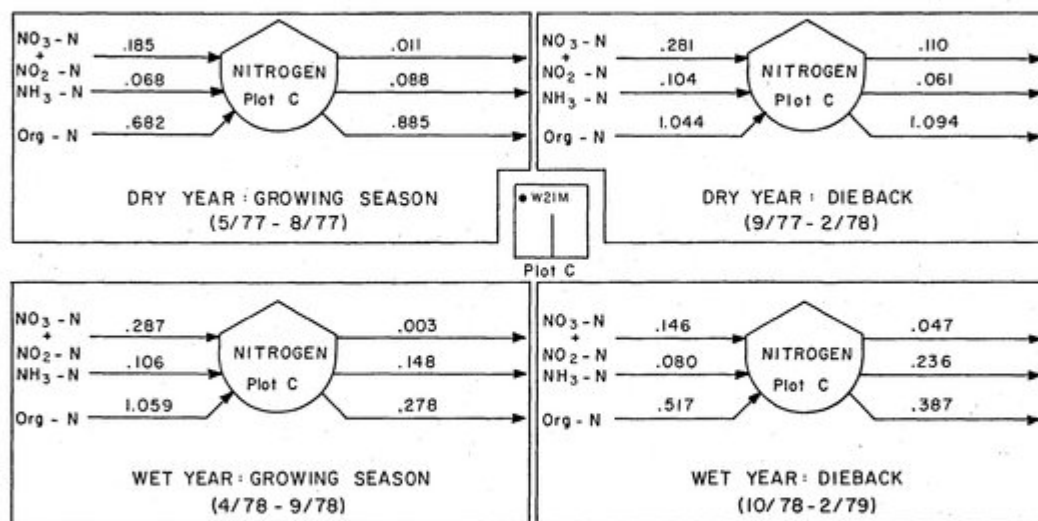 NO3-N
+
NO2-N
NH3-N
Org-N
.185
.068
.682
NITROGEN
Plot C
.011
.088
.885
DRY YEAR: GROWING SEASON
(5/77 - 8/77)
NO3-N
+
NO2-N
NH3-N
Org-N
.281
.104
1.044
NITROGEN
Plot C
.110
.061
1.094
DRY YEAR: DIEBACK
(9/77 - 2/78)
W21M
Plot C
NO3-N
+
NO2-N
NH3-N
Org-N
.287
.106
1.059
NITROGEN
Plot C
.003
.148
.278
WET YEAR: GROWING SEASON
(4/78 - 9/78)
NO3-N
+
NO2-N
NH3-N
Org-N
.146
.080
.517
NITROGEN
Plot C
.047
.236
.387
WET YEAR: DIEBACK
(10/78 - 2/79)